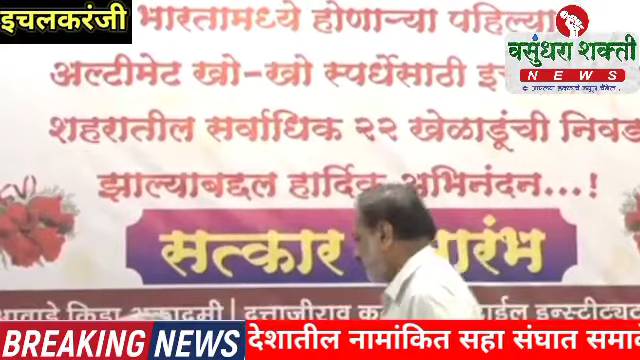 इचलकरंजी
भारतामध्ये होणाऱ्या पहिल्या
वसुंधरा शक्ती
NEWS
अल्टीमेट खो-खो स्पर्धेसाठी
शहरातील सर्वाधिक २२ खेळाडूंची निवड
झाल्याबद्दल हार्दिक अभिनंदन...!
सत्कार
दत्ताजीराव
BREAKING NEWS देशातील नामांकित सहा संघात